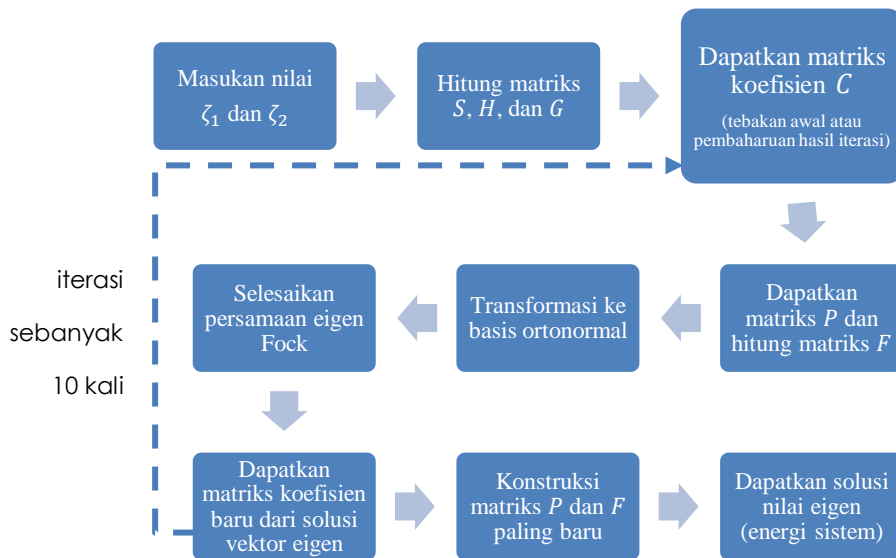 Masukan nilai
ζ₁ dan ζ₂
Hitung matriks
S, H, dan G
Dapatkan matriks
koefisien C
(tebakan awal atau
pembaharuan hasil iterasi)
Dapatkan
matriks P dan
hitung matriks F
Transformasi ke
basis ortonormal
Selesaikan
persamaan eigen
Fock
iterasi
sebanyak
10 kali
Dapatkan
matriks koefisien
baru dari solusi
vektor eigen
Konstruksi
matriks P dan F
paling baru
Dapatkan solusi
nilai eigen
(energi sistem)